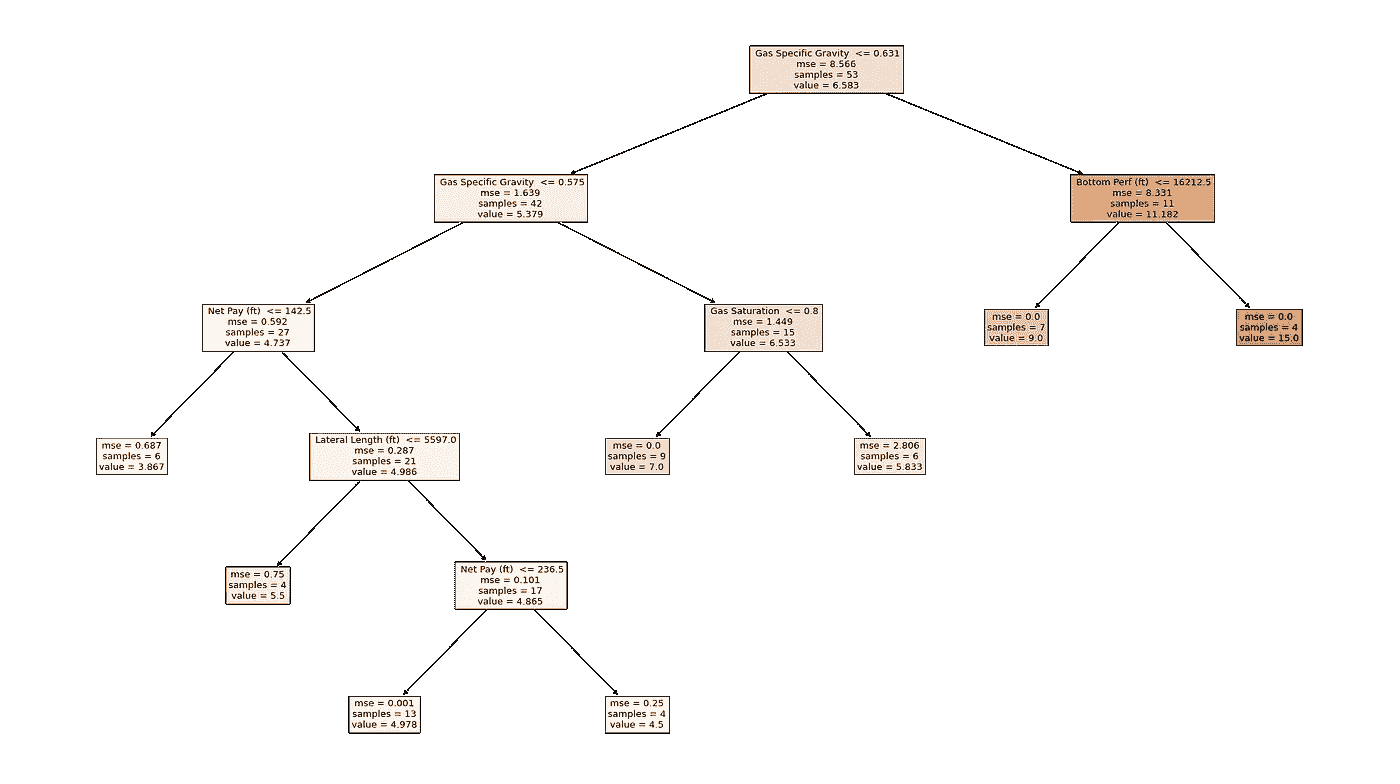 Gas Specific Gravity <= 0.631
mse = 8.566
samples = 53
value = 6.583
Gas Specific Gravity <= 0.575
mse = 1.639
samples = 42
value = 5.379
Bottom Perf (ft) <= 16212.5
mse = 8.331
samples = 11
value = 11.182
Net Pay (ft) <= 142.5
mse = 0.592
samples = 27
value = 4.737
Gas Saturation <= 0.8
mse = 1.449
samples = 15
value = 6.533
mse = 0.0
samples = 7
value = 9.0
mse = 0.0
samples = 4
value = 15.0
mse = 0.687
samples = 6
value = 3.867
Lateral Length (ft) <= 5597.0
mse = 0.287
samples = 21
value = 4.986
mse = 0.0
samples = 9
value = 7.0
mse = 2.806
samples = 6
value = 5.833
mse = 0.75
samples = 4
value = 5.5
Net Pay (ft) <= 236.5
mse = 0.101
samples = 17
value = 4.865
mse = 0.001
samples = 13
value = 4.978
mse = 0.25
samples = 4
value = 4.5